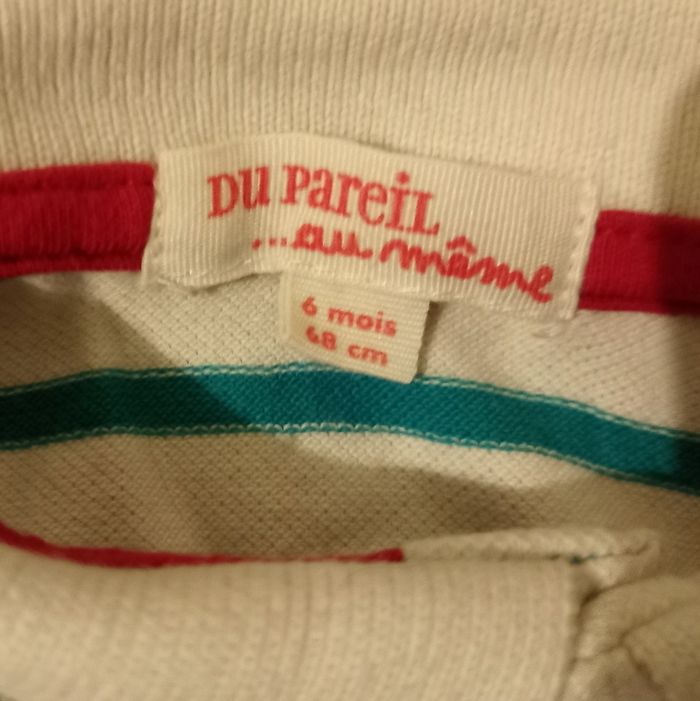 DU PAREIL
...au même
6 mois
68 cm